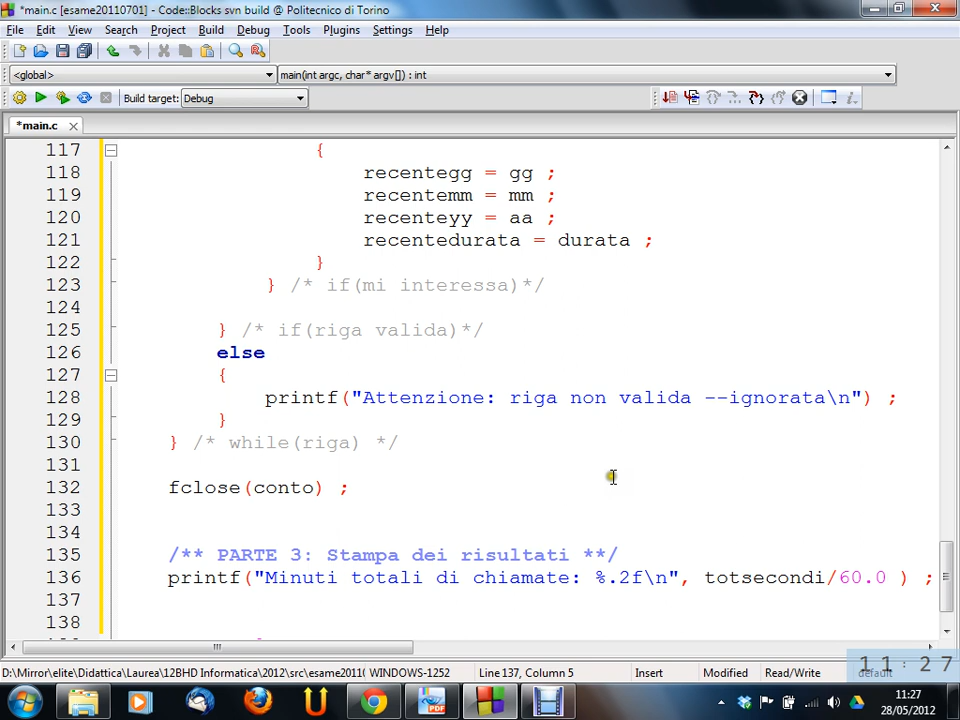 *main.c [esame20110701] - Code::Blocks svn build @ Politecnico di Torino
File Edit View Search Project Build Debug Tools Plugins Settings Help
<global> main(int argc, char* argv[]) : int
Build target: Debug
*main.c
117 {
118 recentegg = gg ;
119 recentemm = mm ;
120 recenteyy = aa ;
121 recentedurata = durata ;
122 }
123 } /* if(mi interessa)*/
124
125 } /* if(riga valida)*/
126 else
127 {
128 printf("Attenzione: riga non valida --ignorata\n") ;
129 }
130 } /* while(riga) */
131
132 fclose(conto) ;
133
134
135 /** PARTE 3: Stampa dei risultati **/
136 printf("Minuti totali di chiamate: %.2f\n", totsecondi/60.0 ) ;
137
138
D:\Mirror\elite\Didattica\Laurea\12BHD Informatica\2012\src\esame2011( WINDOWS-1252 Line 137, Column 5 Insert Modified Read/Write default
11:27
PDF
11:27
28/05/2012